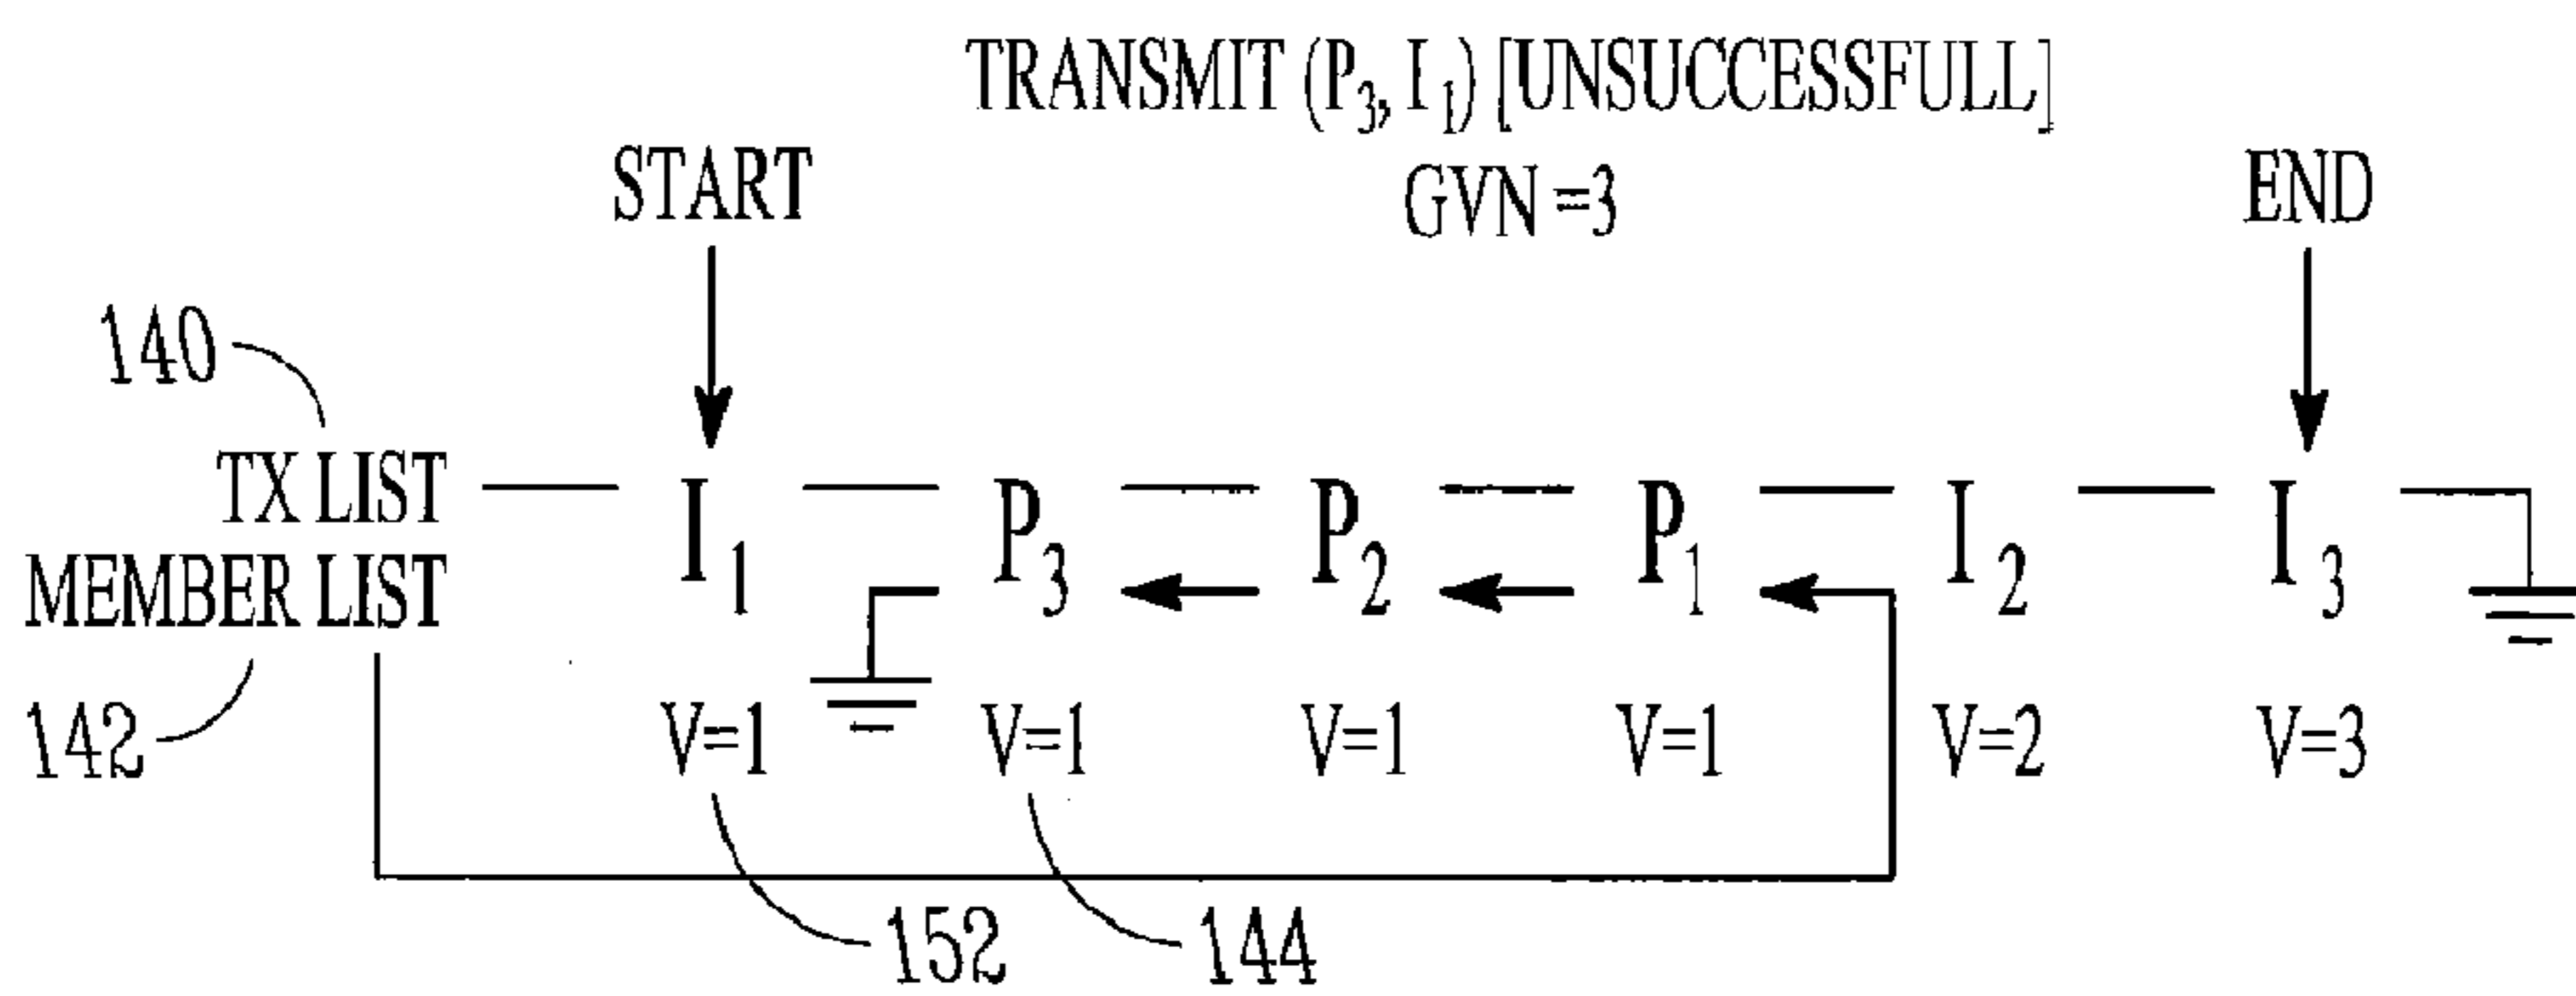 TRANSMIT (P3, I1) [UNSUCCESSFULL]
GVN =3
START
END
140
TX LIST
I1 P3 P2 P1 I2 I3
MEMBER LIST
142
V=1 V=1 V=1 V=1 V=2 V=3
152 144